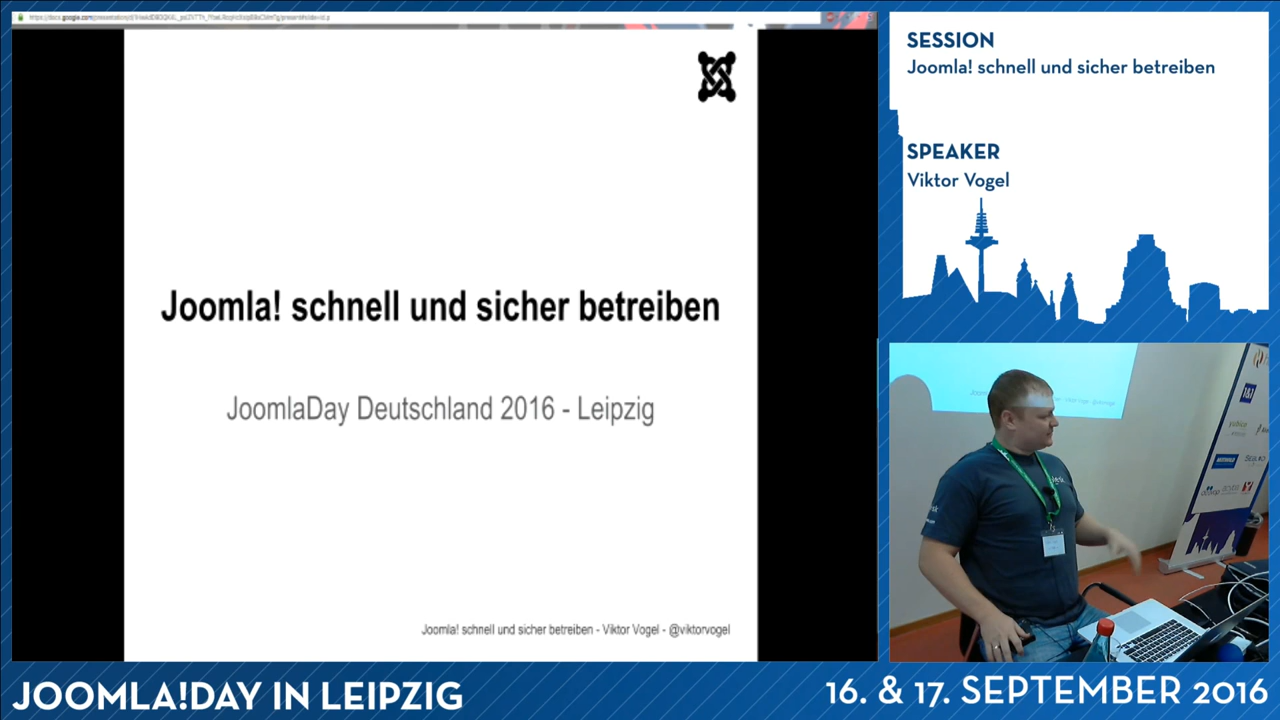 SESSION
Joomla! schnell und sicher betreiben
SPEAKER
Viktor Vogel
Joomla! schnell und sicher betreiben
JoomlaDay Deutschland 2016 - Leipzig
Joomla! schnell und sicher betreiben - Viktor Vogel - @viktorvogel
JOOMLA!DAY IN LEIPZIG
16. & 17. SEPTEMBER 2016